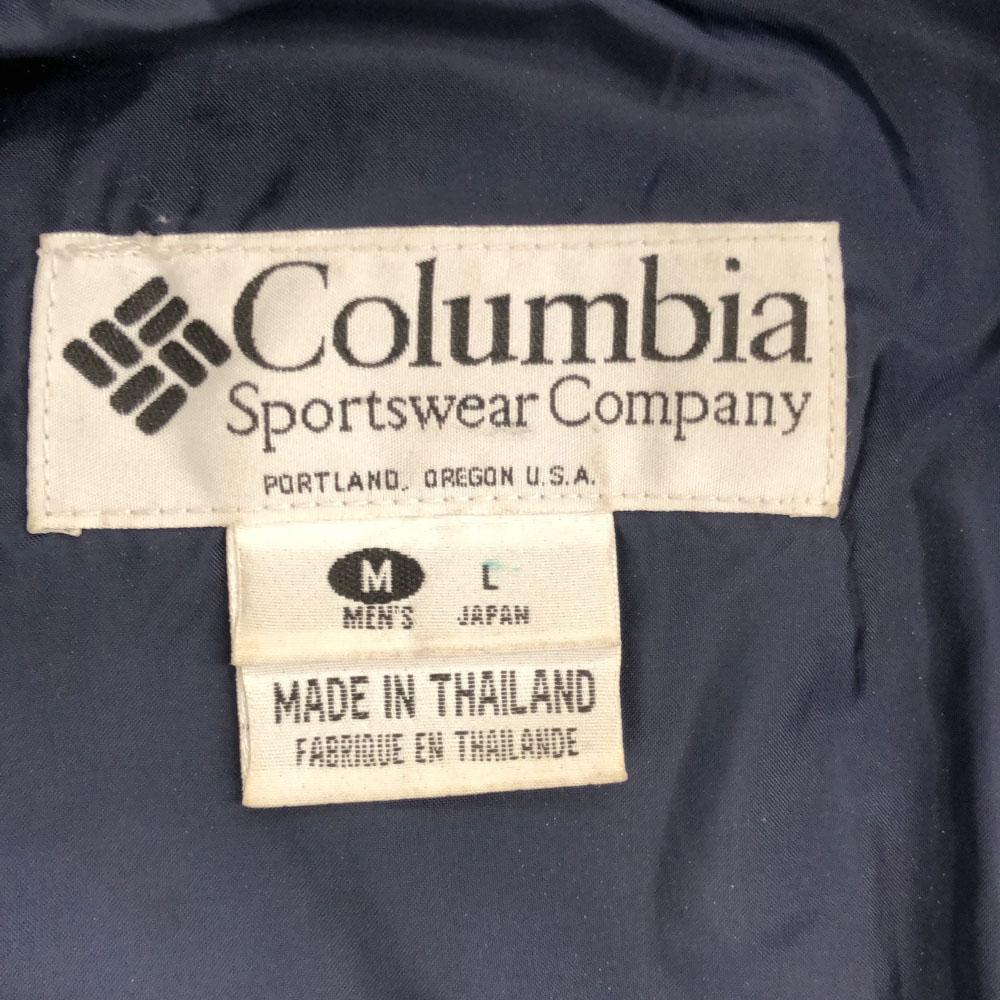 Columbia
Sportswear Company
PORTLAND, OREGON U.S.A.
M L
MEN'S JAPAN
MADE IN THAILAND
FABRIQUE EN THAILANDE